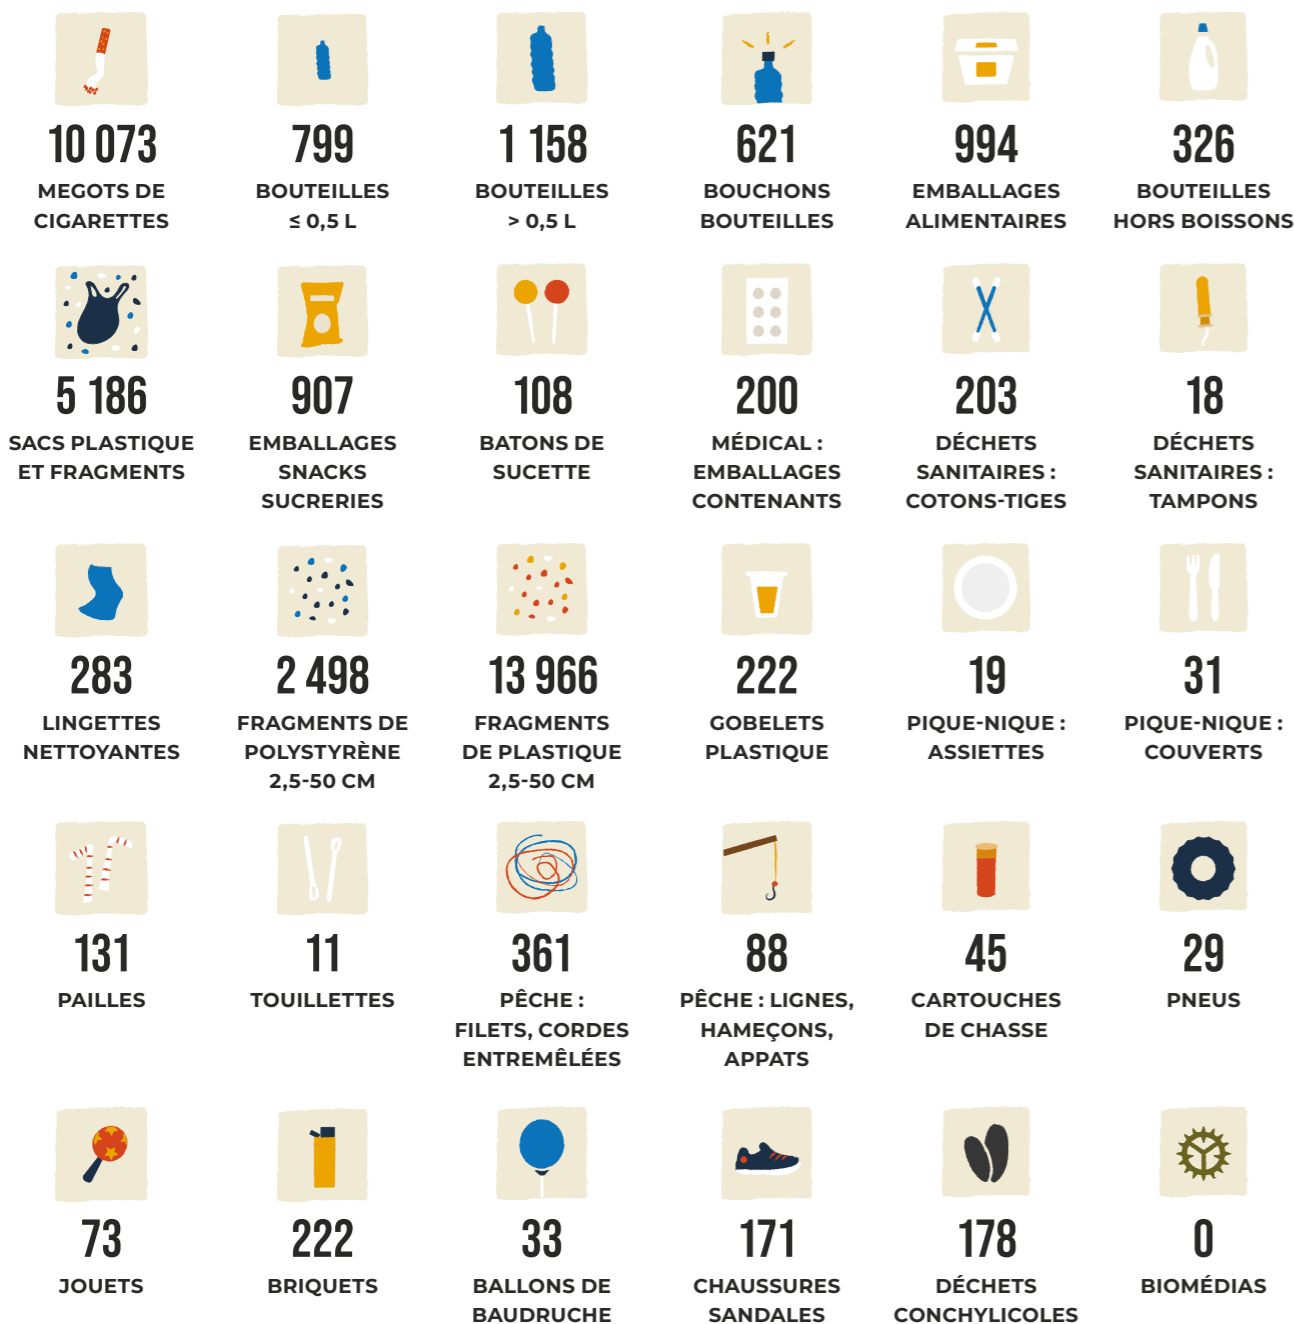 10 073
MEGOTS DE
CIGARETTES
799
BOUTEILLES
≤ 0,5 L
1 158
BOUTEILLES
> 0,5 L
621
BOUCHONS
BOUTEILLES
994
EMBALLAGES
ALIMENTAIRES
326
BOUTEILLES
HORS BOISSONS
5 186
SACS PLASTIQUE
ET FRAGMENTS
907
EMBALLAGES
SNACKS
SUCRERIES
108
BATONS DE
SUCETTE
200
MÉDICAL :
EMBALLAGES
CONTENANTS
203
DÉCHETS
SANITAIRES :
COTONS-TIGES
18
DÉCHETS
SANITAIRES :
TAMPONS
283
LINGETTES
NETTOYANTES
2 498
FRAGMENTS DE
POLYSTYRÈNE
2,5-50 CM
13 966
FRAGMENTS
DE PLASTIQUE
2,5-50 CM
222
GOBELETS
PLASTIQUE
19
PIQUE-NIQUE :
ASSIETTES
31
PIQUE-NIQUE :
COUVERTS
131
PAILLES
11
TOUILLETTES
361
PÊCHE :
FILETS, CORDES
ENTREMÊLÉES
88
PÊCHE : LIGNES,
HAMEÇONS,
APPATS
45
CARTOUCHES
DE CHASSE
29
PNEUS
73
JOUETS
222
BRIQUETS
33
BALLONS DE
BAUDRUCHE
171
CHAUSSURES
SANDALES
178
DÉCHETS
CONCHYLICOLES
0
BIOMÉDIAS